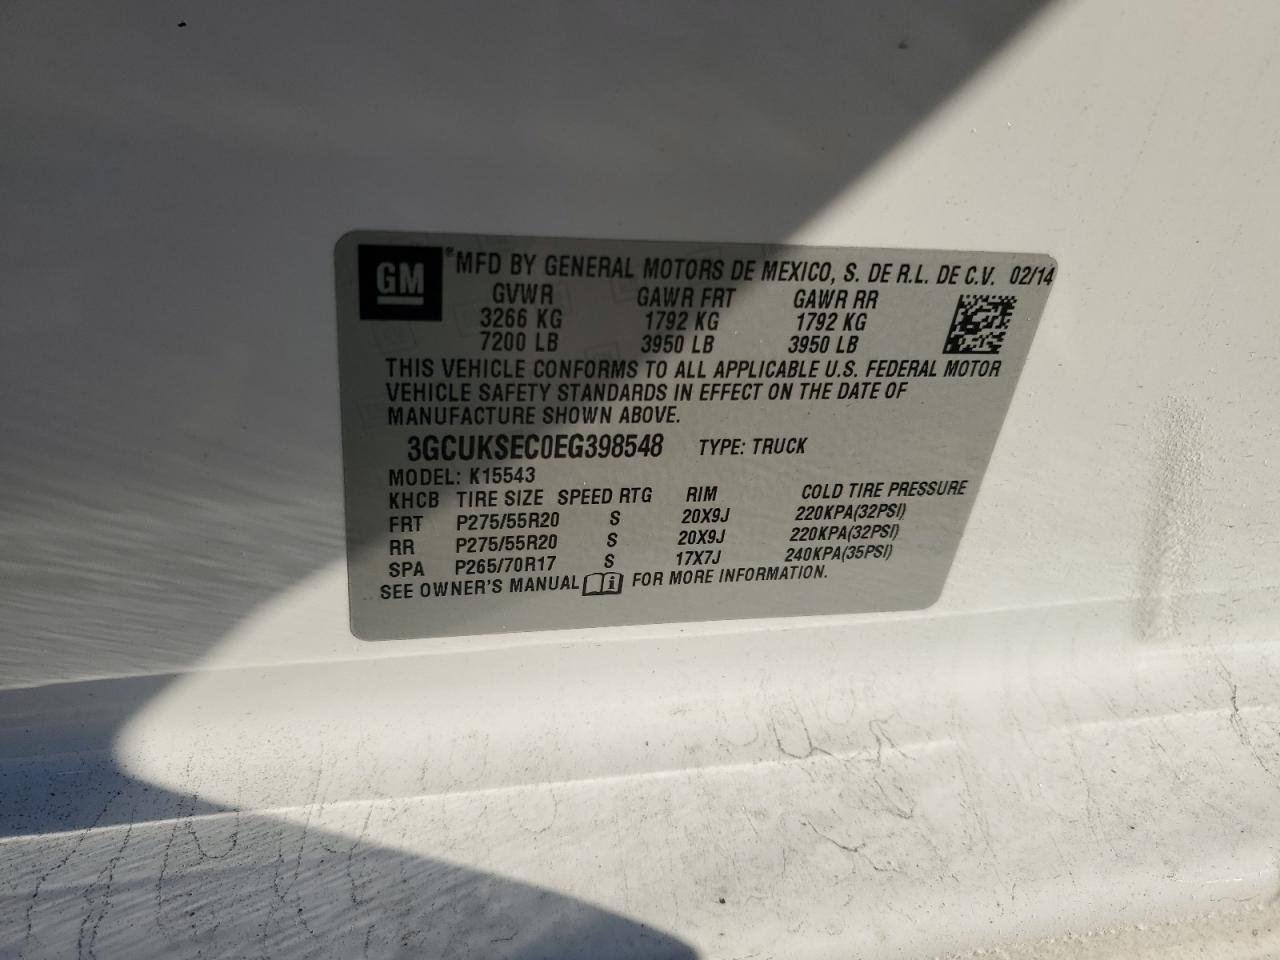 GM
® MFD BY GENERAL MOTORS DE MEXICO, S. DE R.L. DE C.V. 02/14
GVWR GAWR FRT GAWR RR
3266 KG 1792 KG 1792 KG
7200 LB 3950 LB 3950 LB
THIS VEHICLE CONFORMS TO ALL APPLICABLE U.S. FEDERAL MOTOR
VEHICLE SAFETY STANDARDS IN EFFECT ON THE DATE OF
MANUFACTURE SHOWN ABOVE.
3GCUKSEC0EG398548 TYPE: TRUCK
MODEL: K15543
KHCB TIRE SIZE SPEED RTG RIM COLD TIRE PRESSURE
FRT P275/55R20 S 20X9J 220KPA(32PSI)
RR P275/55R20 S 20X9J 220KPA(32PSI)
SPA P265/70R17 S 17X7J 240KPA(35PSI)
SEE OWNER'S MANUAL i FOR MORE INFORMATION.